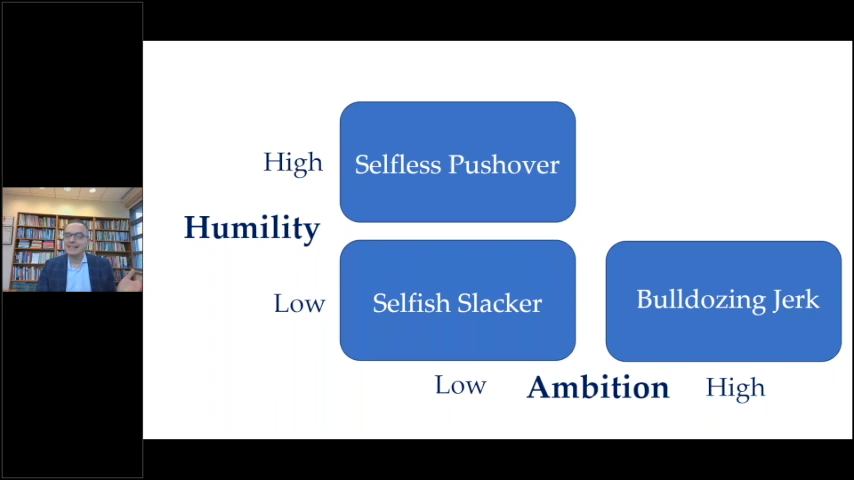 High
Selfless Pushover
Humility
Low
Selfish Slacker
Bulldozing Jerk
Low
Ambition
High